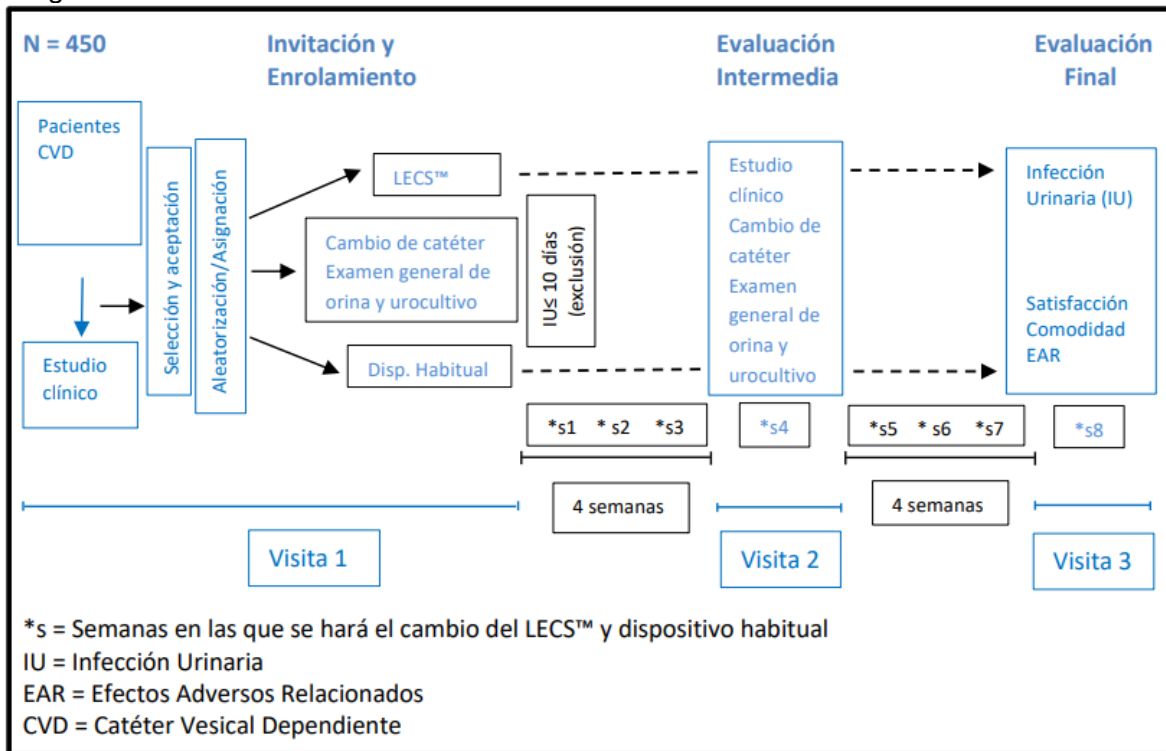 N = 450
Invitación y
Enrolamiento
Evaluación
Intermedia
Evaluación
Final
Pacientes
CVD
Estudio
clínico
Selección y aceptación
Aleatorización/Asignación
LECS™
Cambio de catéter
Examen general de
orina y urocultivo
Disp. Habitual
IU≤ 10 días
(exclusión)
Estudio
clínico
Cambio de
catéter
Examen
general de
orina y
urocultivo
Infección
Urinaria (IU)
Satisfacción
Comodidad
EAR
*s1 * s2 *s3
*s4
*s5 * s6 *s7
*s8
4 semanas
4 semanas
Visita 1
Visita 2
Visita 3
*s = Semanas en las que se hará el cambio del LECS™ y dispositivo habitual
IU = Infección Urinaria
EAR = Efectos Adversos Relacionados
CVD = Catéter Vesical Dependiente